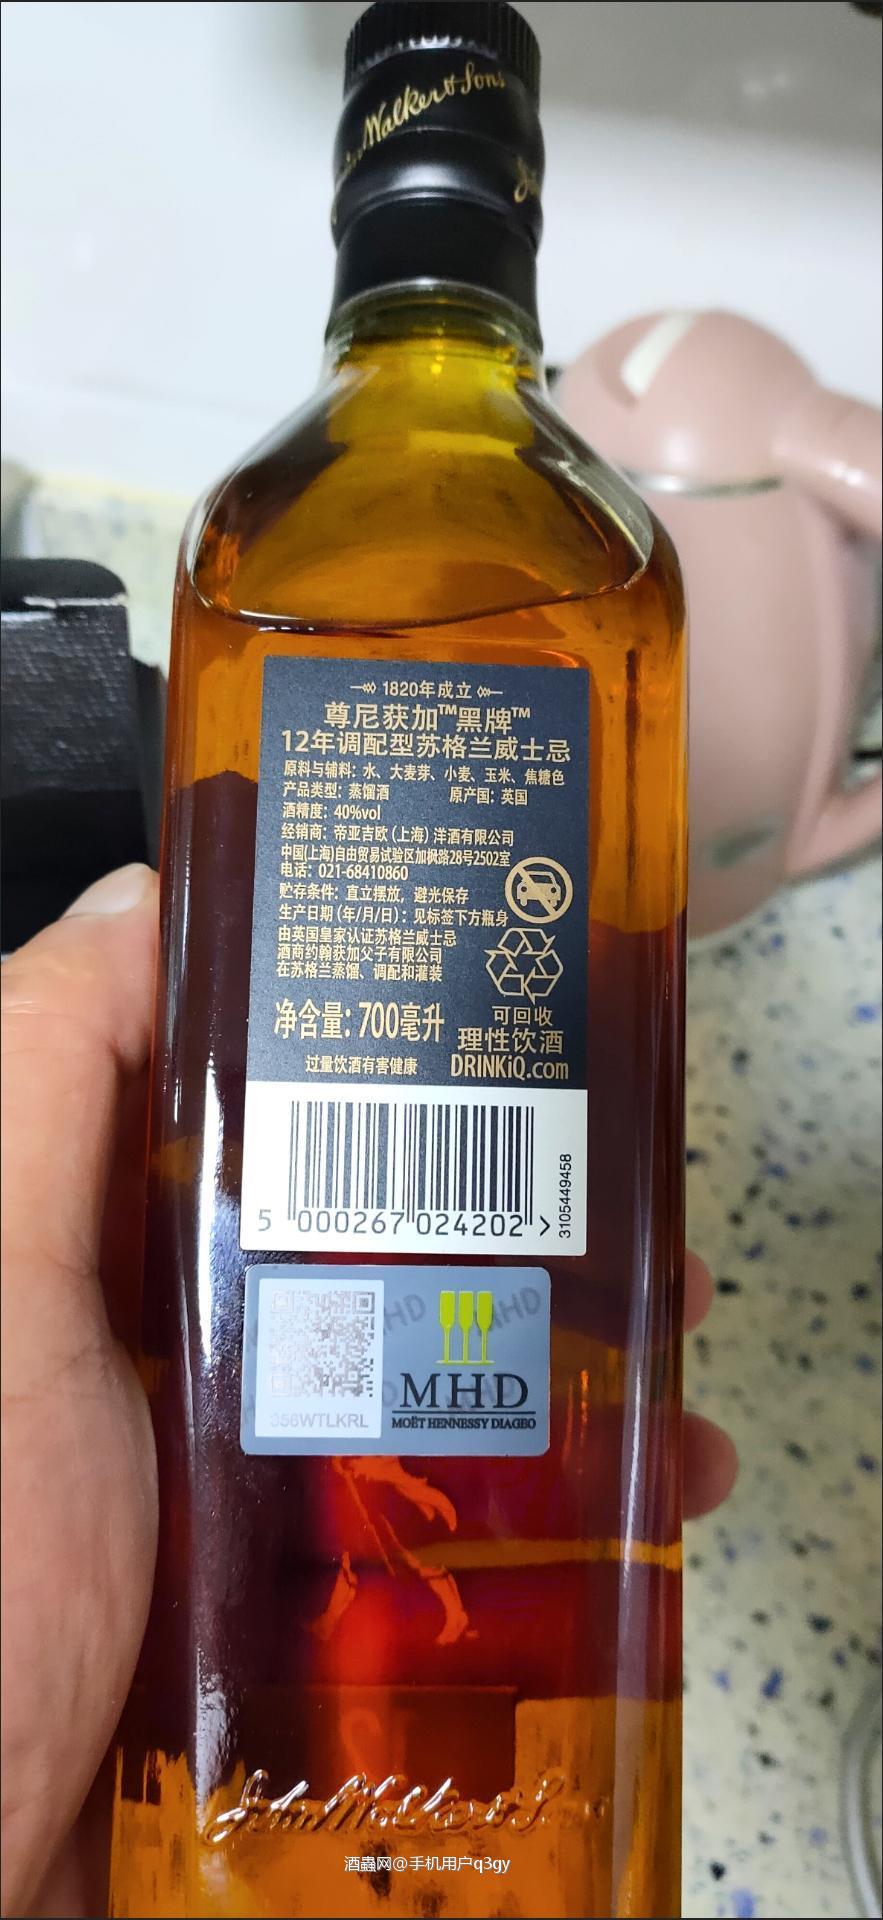 Walker & Sons
1820年成立
尊尼获加™黑牌™
12年调配型苏格兰威士忌
原料与辅料：水、大麦芽、小麦、玉米、焦糖色
产品类型：蒸馏酒 原产国：英国
酒精度：40%vol
经销商：帝亚吉欧(上海)洋酒有限公司
中国(上海)自由贸易试验区加枫路28号2502室
电话：021-68410860
贮存条件：直立摆放，避光保存
生产日期(年/月/日)：见标签下方瓶身
由英国皇家认证苏格兰威士忌
酒商约翰获加父子有限公司
在苏格兰蒸馏、调配和灌装
净含量：700毫升
可回收
理性饮酒
过量饮酒有害健康
DRINKiQ.com
5 000267 024202 >
3105449458
356WTLKRL
MHD
MOËT HENNESSY DIAGEO
John Walker & Sons
酒蟲网@手机用户q3gy